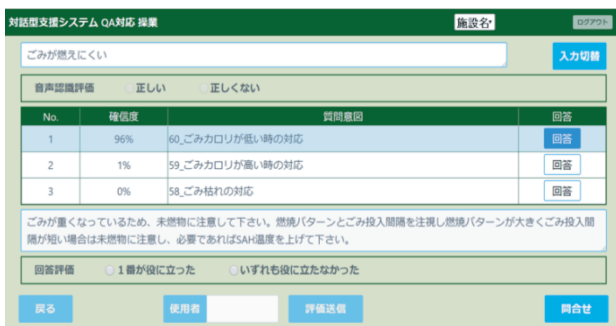 対話型支援システム QA対応 操業 施設名 ログアウト
ごみが燃えにくい 入力切替
音声認識評価 正しい 正しくない
No. 確信度 質問意図 回答
1 96% 60_ごみカロリが低い時の対応 回答
2 1% 59_ごみカロリが高い時の対応 回答
3 0% 58_ごみ枯れの対応 回答
ごみが重くなっているため、未燃物に注意して下さい。燃焼パターンとごみ投入間隔を注視し燃焼パターンが大きくごみ投入間
隔が短い場合は未燃物に注意し、必要であればSAH温度を上げて下さい。
回答評価 1番が役に立った いずれも役に立たなかった
戻る 使用者 評価送信 問合せ